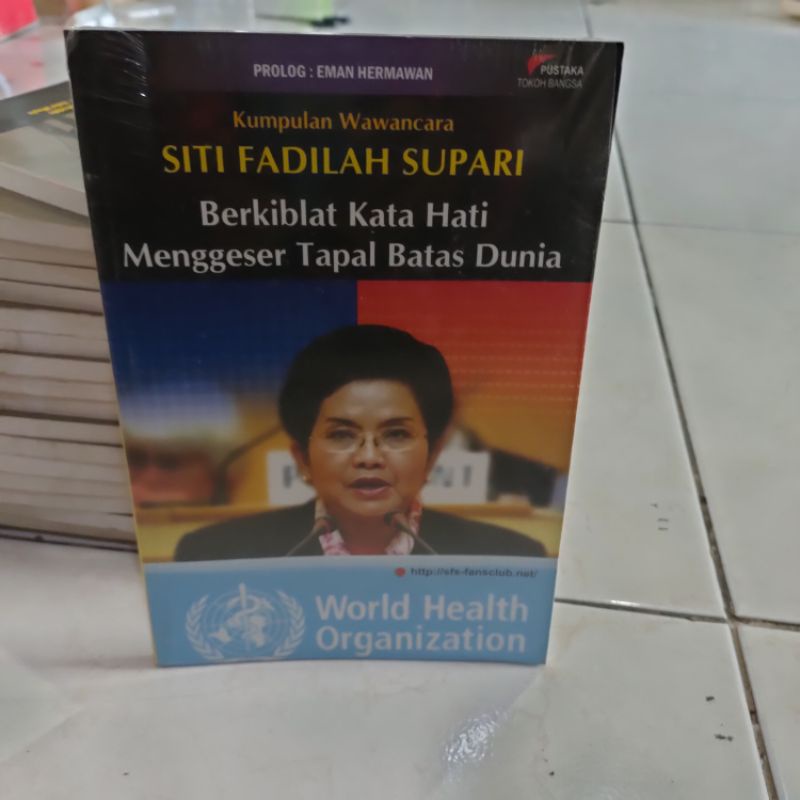 PROLOG : EMAN HERMAWAN
PUSTAKA
TOKOH BANGSA
Kumpulan Wawancara
SITI FADILAH SUPARI
Berkiblat Kata Hati
Menggeser Tapal Batas Dunia
http://sfs-fansclub.net/
World Health
Organization